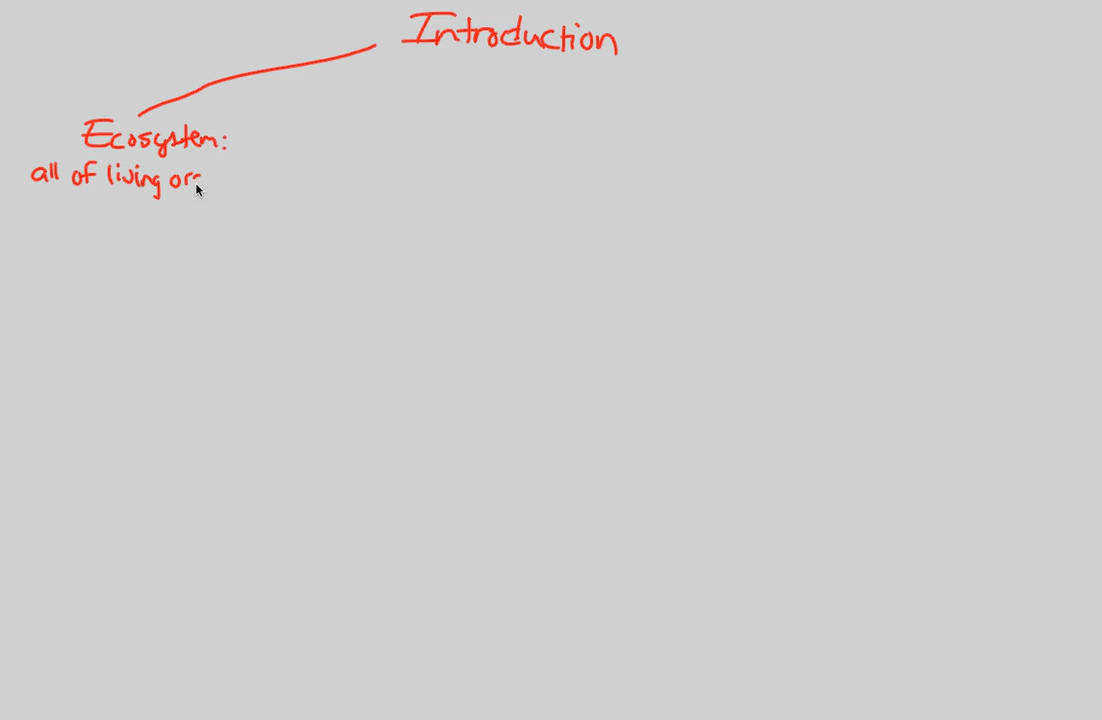 Introduction
Ecosystem:
all of living or